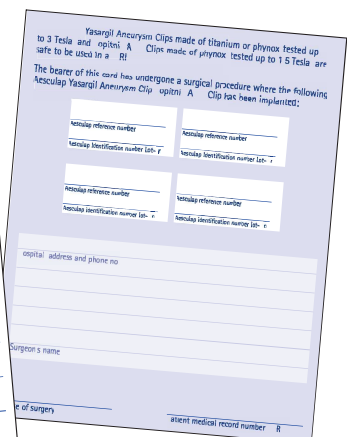 Yasargil Aneurysm Clips made of titanium or phynox tested up
to 3 Tesla and opitni A Clips made of phynox tested up to 1 5 Tesla are
safe to be used in a RI
The bearer of this card has undergone a surgical procedure where the following
Aesculap Yasargil Aneurysm Clip opitni A Clip has been implanted:
Aesculap reference number
Aesculap reference number
Aesculap Identification number Lot- r
Aesculap Identification number Lot- r
Aesculap reference number
Aesculap reference number
Aesculap Identification number Lot- n
Aesculap Identification number Lot- n
ospital address and phone no
Surgeon s name
e of surgery
atient medical record number R